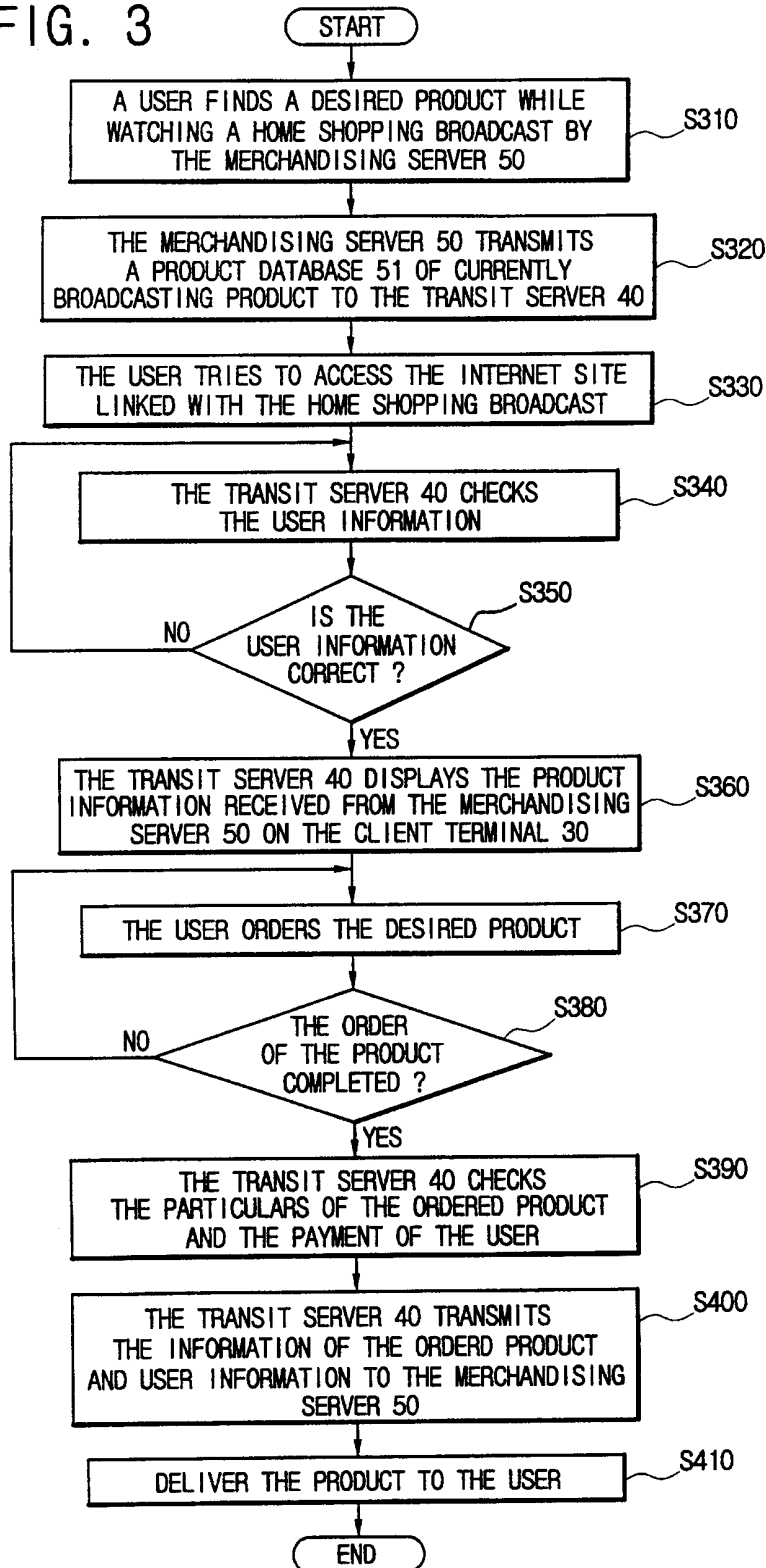 FIG. 3
START
A USER FINDS A DESIRED PRODUCT WHILE
WATCHING A HOME SHOPPING BROADCAST BY
THE MERCHANDISING SERVER 50
S310
THE MERCHANDISING SERVER 50 TRANSMITS
A PRODUCT DATABASE 51 OF CURRENTLY
BROADCASTING PRODUCT TO THE TRANSIT SERVER 40
S320
THE USER TRIES TO ACCESS THE INTERNET SITE
LINKED WITH THE HOME SHOPPING BROADCAST
S330
THE TRANSIT SERVER 40 CHECKS
THE USER INFORMATION
S340
IS THE
USER INFORMATION
CORRECT ?
S350
NO
YES
THE TRANSIT SERVER 40 DISPLAYS THE PRODUCT
INFORMATION RECEIVED FROM THE MERCHANDISING
SERVER 50 ON THE CLIENT TERMINAL 30
S360
THE USER ORDERS THE DESIRED PRODUCT
S370
THE ORDER
OF THE PRODUCT
COMPLETED ?
S380
NO
YES
THE TRANSIT SERVER 40 CHECKS
THE PARTICULARS OF THE ORDERED PRODUCT
AND THE PAYMENT OF THE USER
S390
THE TRANSIT SERVER 40 TRANSMITS
THE INFORMATION OF THE ORDERD PRODUCT
AND USER INFORMATION TO THE MERCHANDISING
SERVER 50
S400
DELIVER THE PRODUCT TO THE USER
S410
END